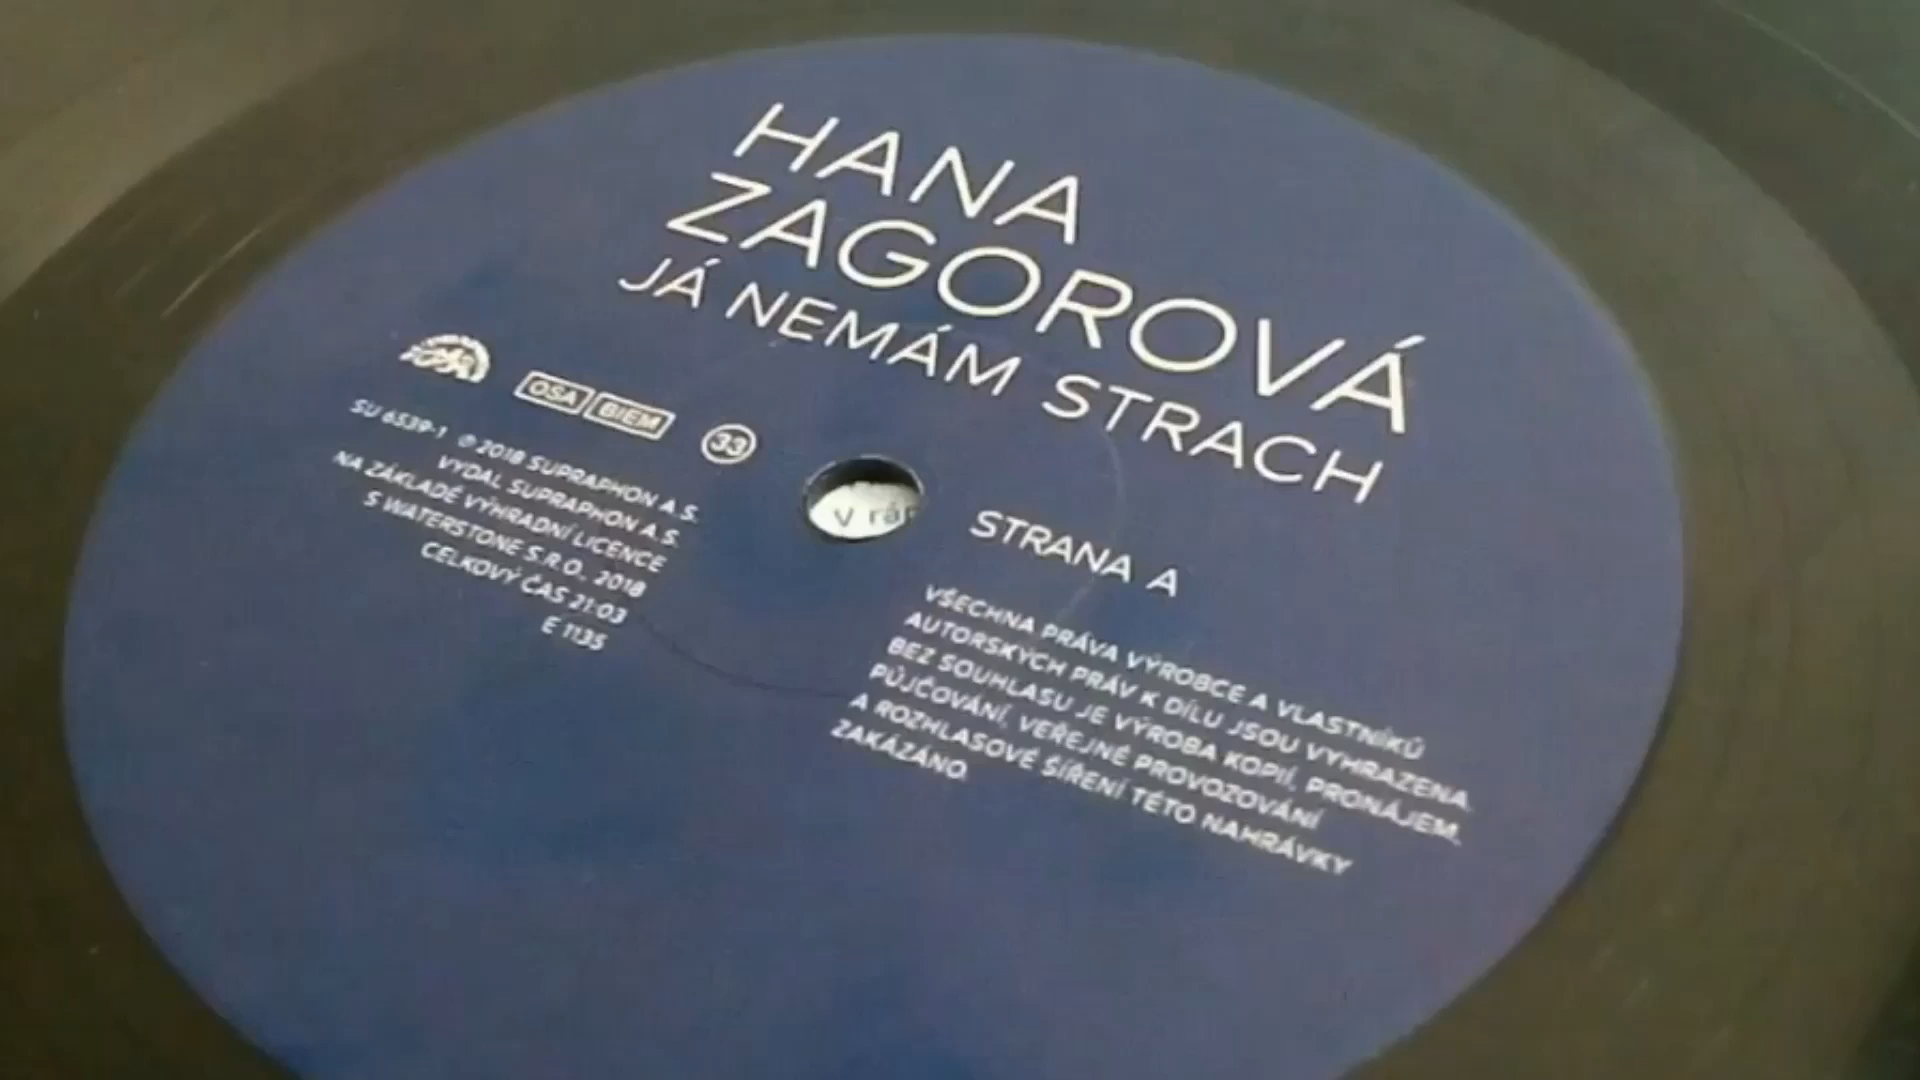 HANA
ZAGOROVÁ
JÁ NEMÁM STRACH
OSA BIEM 33
SU 6539-1 ℗ 2018 SUPRAPHON A.S.
VYDAL SUPRAPHON A.S.
NA ZÁKLADĚ VÝHRADNÍ LICENCE
S WATERSTONE S.R.O., 2018
CELKOVÝ ČAS 21:03
E 1135
V
STRANA A
VŠECHNA PRÁVA VÝROBCE A VLASTNÍKŮ
AUTORSKÝCH PRÁV K DÍLU JSOU VYHRAZENA.
BEZ SOUHLASU JE VÝROBA KOPIÍ, PRONÁJEM,
PŮJČOVÁNÍ, VEŘEJNÉ PROVOZOVÁNÍ
A ROZHLASOVÉ ŠÍŘENÍ TÉTO NAHRÁVKY
ZAKÁZÁNO.